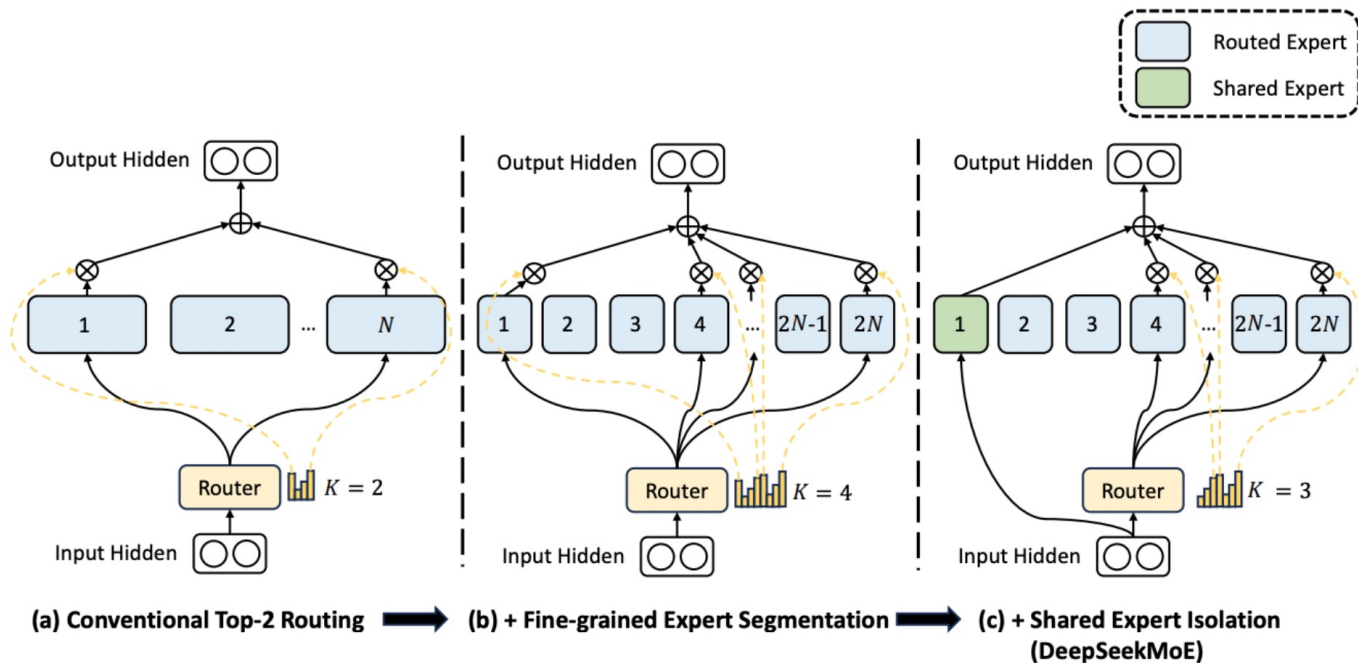 Routed Expert
Shared Expert
Output Hidden
1
2
...
N
Router
K = 2
Input Hidden
(a) Conventional Top-2 Routing
Output Hidden
1
2
3
4
...
2N-1
2N
Router
K = 4
Input Hidden
(b) + Fine-grained Expert Segmentation
Output Hidden
1
2
3
4
...
2N-1
2N
Router
K = 3
Input Hidden
(c) + Shared Expert Isolation
(DeepSeekMoE)